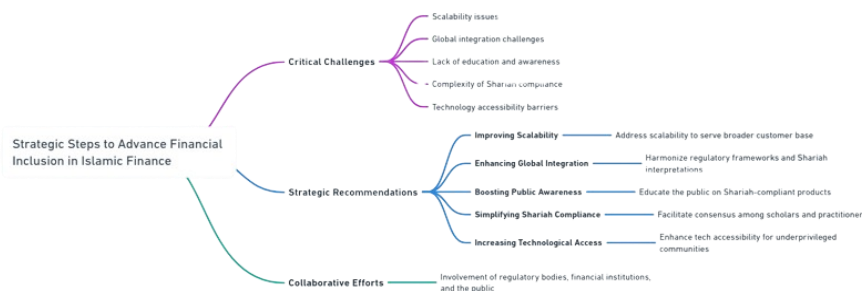 Strategic Steps to Advance Financial
Inclusion in Islamic Finance
Critical Challenges
Scalability issues
Global integration challenges
Lack of education and awareness
Complexity of Shariah compliance
Technology accessibility barriers
Strategic Recommendations
Improving Scalability
Address scalability to serve broader customer base
Enhancing Global Integration
Harmonize regulatory frameworks and Shariah
interpretations
Boosting Public Awareness
Educate the public on Shariah-compliant products
Simplifying Shariah Compliance
Facilitate consensus among scholars and practitioner
Increasing Technological Access
Enhance tech accessibility for underprivileged
communities
Collaborative Efforts
Involvement of regulatory bodies, financial institutions,
and the public